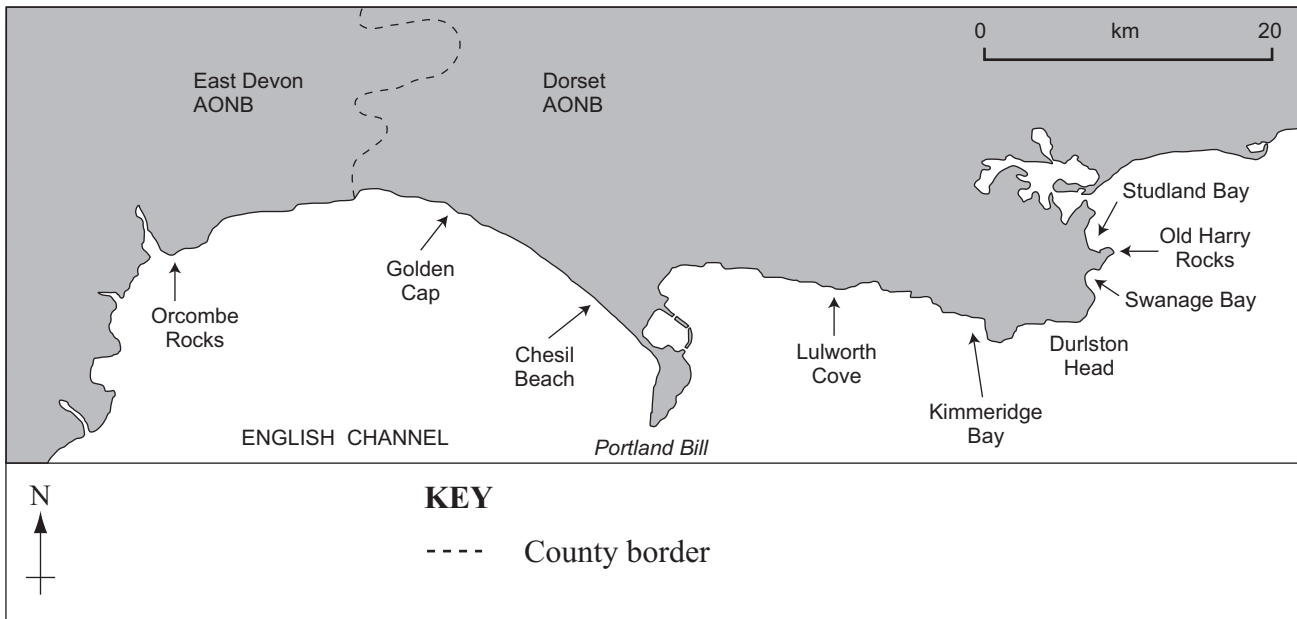 0 km 20
East Devon
AONB
Dorset
AONB
Studland Bay
Old Harry
Rocks
Swanage Bay
Golden
Cap
Orcombe
Rocks
Chesil
Beach
Lulworth
Cove
Durlston
Head
Kimmeridge
Bay
ENGLISH CHANNEL
Portland Bill
N
KEY
County border